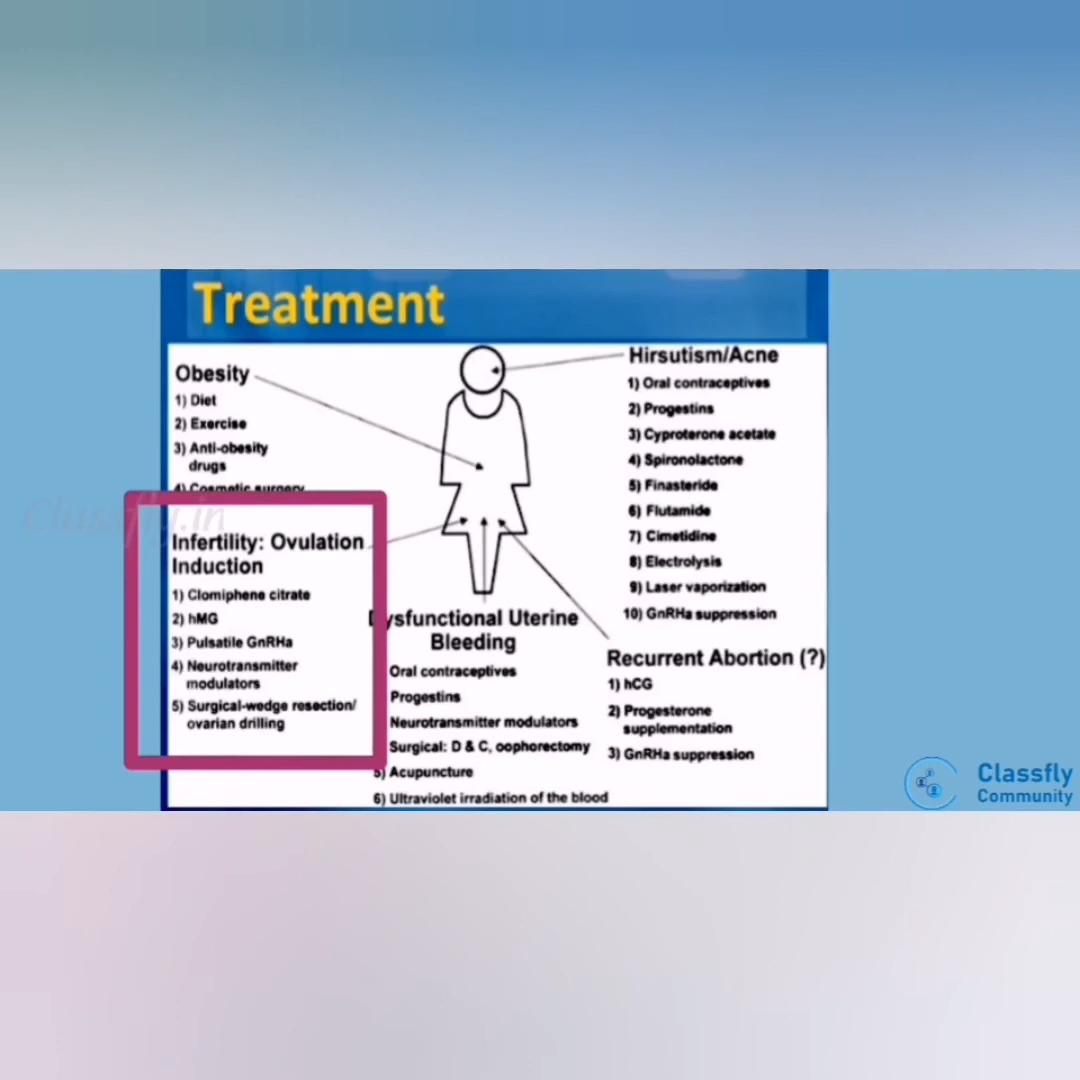 Treatment
Obesity
1) Diet
2) Exercise
3) Anti-obesity
drugs
4) Cosmetic surgery
Classfly.in
Infertility: Ovulation
Induction
1) Clomiphene citrate
2) hMG
3) Pulsatile GnRHa
4) Neurotransmitter
modulators
5) Surgical-wedge resection/
ovarian drilling
Dysfunctional Uterine
Bleeding
Oral contraceptives
Progestins
Neurotransmitter modulators
Surgical: D & C, oophorectomy
5) Acupuncture
6) Ultraviolet irradiation of the blood
Hirsutism/Acne
1) Oral contraceptives
2) Progestins
3) Cyproterone acetate
4) Spironolactone
5) Finasteride
6) Flutamide
7) Cimetidine
8) Electrolysis
9) Laser vaporization
10) GnRHa suppression
Recurrent Abortion (?)
1) hCG
2) Progesterone
supplementation
3) GnRHa suppression
Classfly
Community